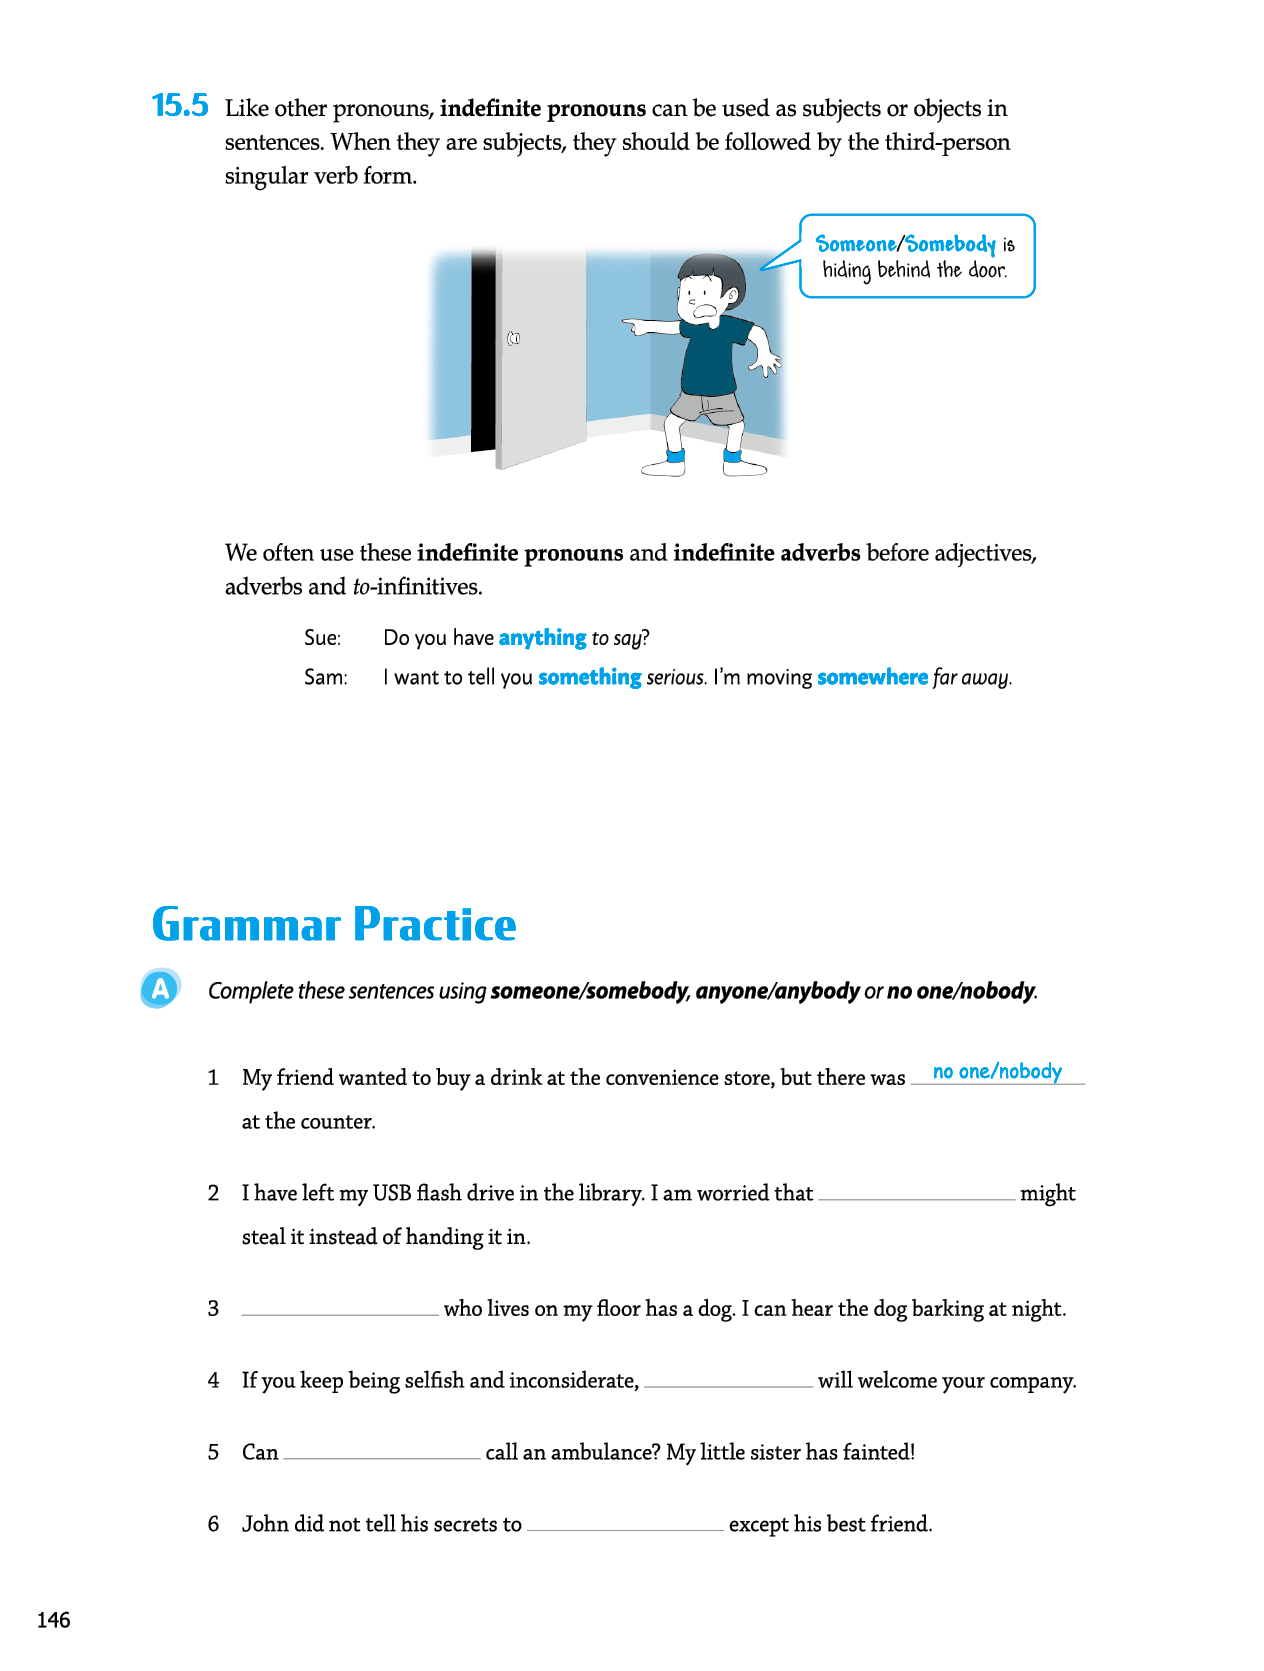 15.5 Like other pronouns, indefinite pronouns can be used as subjects or objects in
sentences. When they are subjects, they should be followed by the third-person
singular verb form.
Someone/Somebody is
hiding behind the door.
We often use these indefinite pronouns and indefinite adverbs before adjectives,
adverbs and to-infinitives.
Sue: Do you have anything to say?
Sam: I want to tell you something serious. I'm moving somewhere far away.
Grammar Practice
A Complete these sentences using someone/somebody, anyone/anybody or no one/nobody.
1 My friend wanted to buy a drink at the convenience store, but there was no one/nobody
at the counter.
2 I have left my USB flash drive in the library. I am worried that ____ might
steal it instead of handing it in.
3 ____ who lives on my floor has a dog. I can hear the dog barking at night.
4 If you keep being selfish and inconsiderate, ____ will welcome your company.
5 Can ____ call an ambulance? My little sister has fainted!
6 John did not tell his secrets to ____ except his best friend.
146